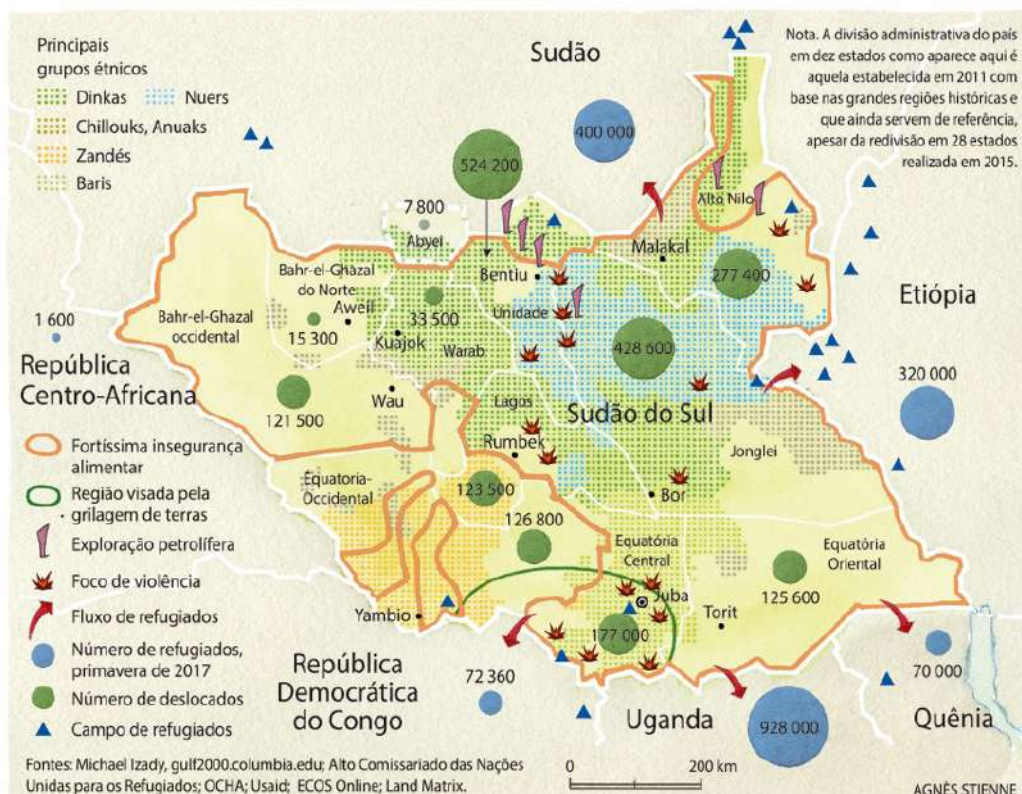 Principais
grupos étnicos
Dinkas
Nuers
Chillouks, Anuaks
Zandés
Baris
Sudão
400 000
Nota. A divisão administrativa do país
em dez estados como aparece aqui é
aquela estabelecida em 2011 com
base nas grandes regiões históricas e
que ainda servem de referência,
apesar da redivisão em 28 estados
realizada em 2015.
524 200
7 800
Abyei
Alto Nilo
Malakal
277 400
Bentiu
Etiópia
Bahr-el-Ghazal
do Norte
Aweil
15 300
33 500
Unidade
Bahr-el-Ghazal
occidental
Kuajok
Warab
428 600
1 600
República
Centro-Africana
320 000
121 500
Wau
Lagos
Sudão do Sul
Rumbek
Jonglei
Fortíssima insegurança
alimentar
Região visada pela
grilagem de terras
Exploração petrolífera
Foco de violência
Fluxo de refugiados
Número de refugiados,
primavera de 2017
Número de deslocados
Campo de refugiados
Equatoria-
Occidental
123 500
Bor
126 800
Equatória
Central
Equatória
Oriental
Juba
125 600
Yambio
177 000
Torit
República
Democrática
do Congo
72 360
Uganda
928 000
70 000
Quênia
Fontes: Michael Izady, gulf2000.columbia.edu; Alto Comissariado das Nações
Unidas para os Refugiados; OCHA; Usaid; ECOS Online; Land Matrix.
0 200 km
AGNÈS STIENNE